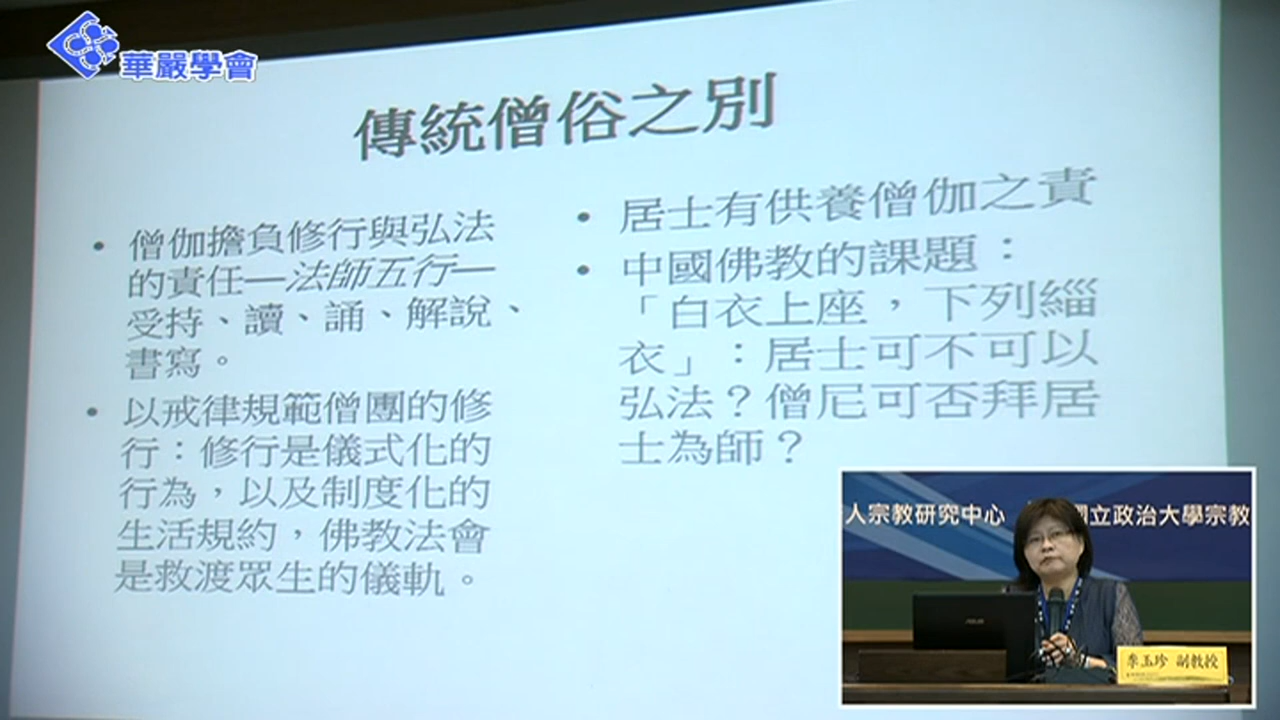 華嚴學會
傳統僧俗之別
• 僧伽擔負修行與弘法
的責任—法師五行—
受持、讀、誦、解說、
書寫。
• 以戒律規範僧團的修
行：修行是儀式化的
行為，以及制度化的
生活規約，佛教法會
是救渡眾生的儀軌。
• 居士有供養僧伽之責
• 中國佛教的課題：
「白衣上座，下列緇
衣」：居士可不可以
弘法？僧尼可否拜居
士為師？
人宗教研究中心
國立政治大學宗教
ASUS
李玉珍 副教授